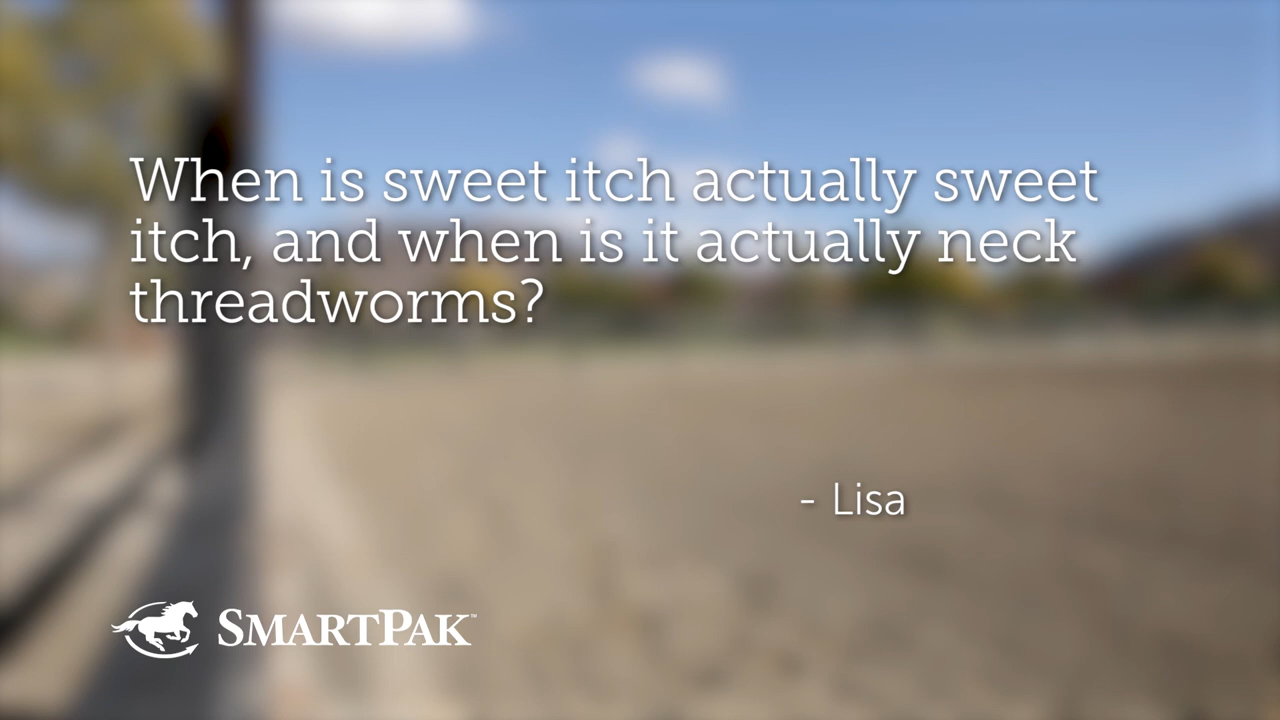 When is sweet itch actually sweet
itch, and when is it actually neck
threadworms?
- Lisa
SMARTPAK™